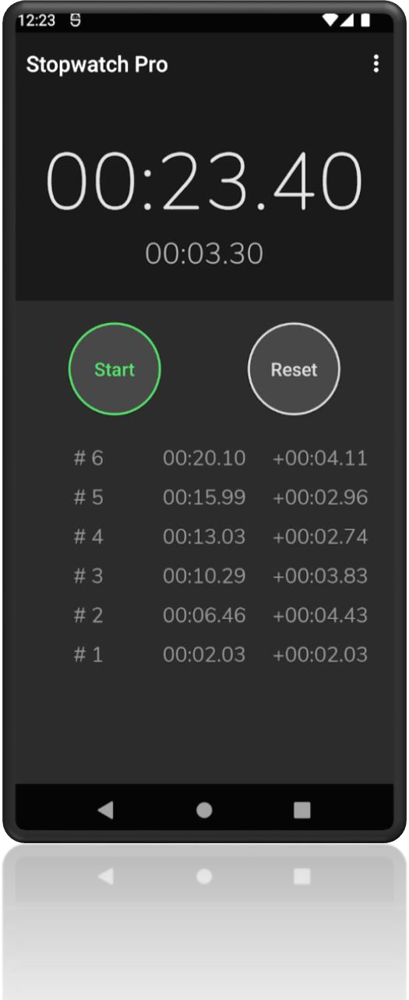 12:23
Stopwatch Pro
00:23.40
00:03.30
Start Reset
# 6 00:20.10 +00:04.11
# 5 00:15.99 +00:02.96
# 4 00:13.03 +00:02.74
# 3 00:10.29 +00:03.83
# 2 00:06.46 +00:04.43
# 1 00:02.03 +00:02.03